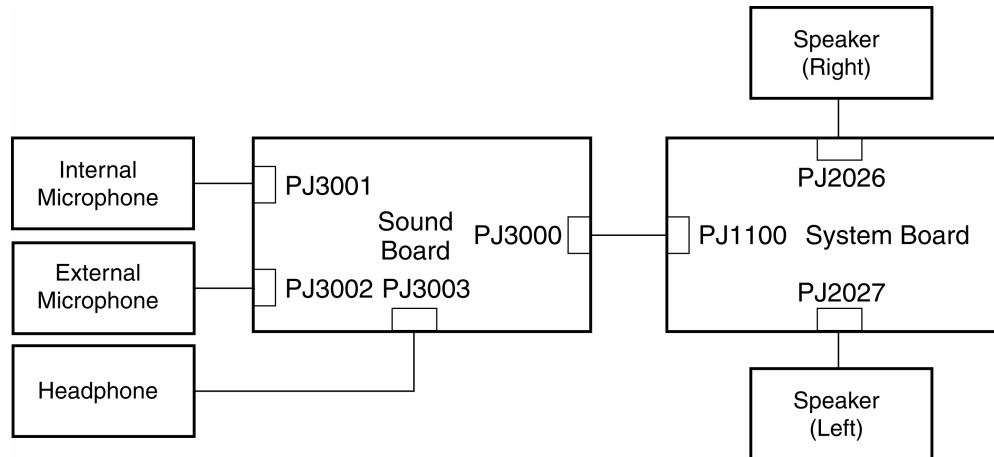 Speaker
(Right)
Internal
Microphone
PJ3001
PJ2026
Sound
Board
PJ3000
PJ1100
System Board
External
Microphone
PJ3002
PJ3003
PJ2027
Headphone
Speaker
(Left)